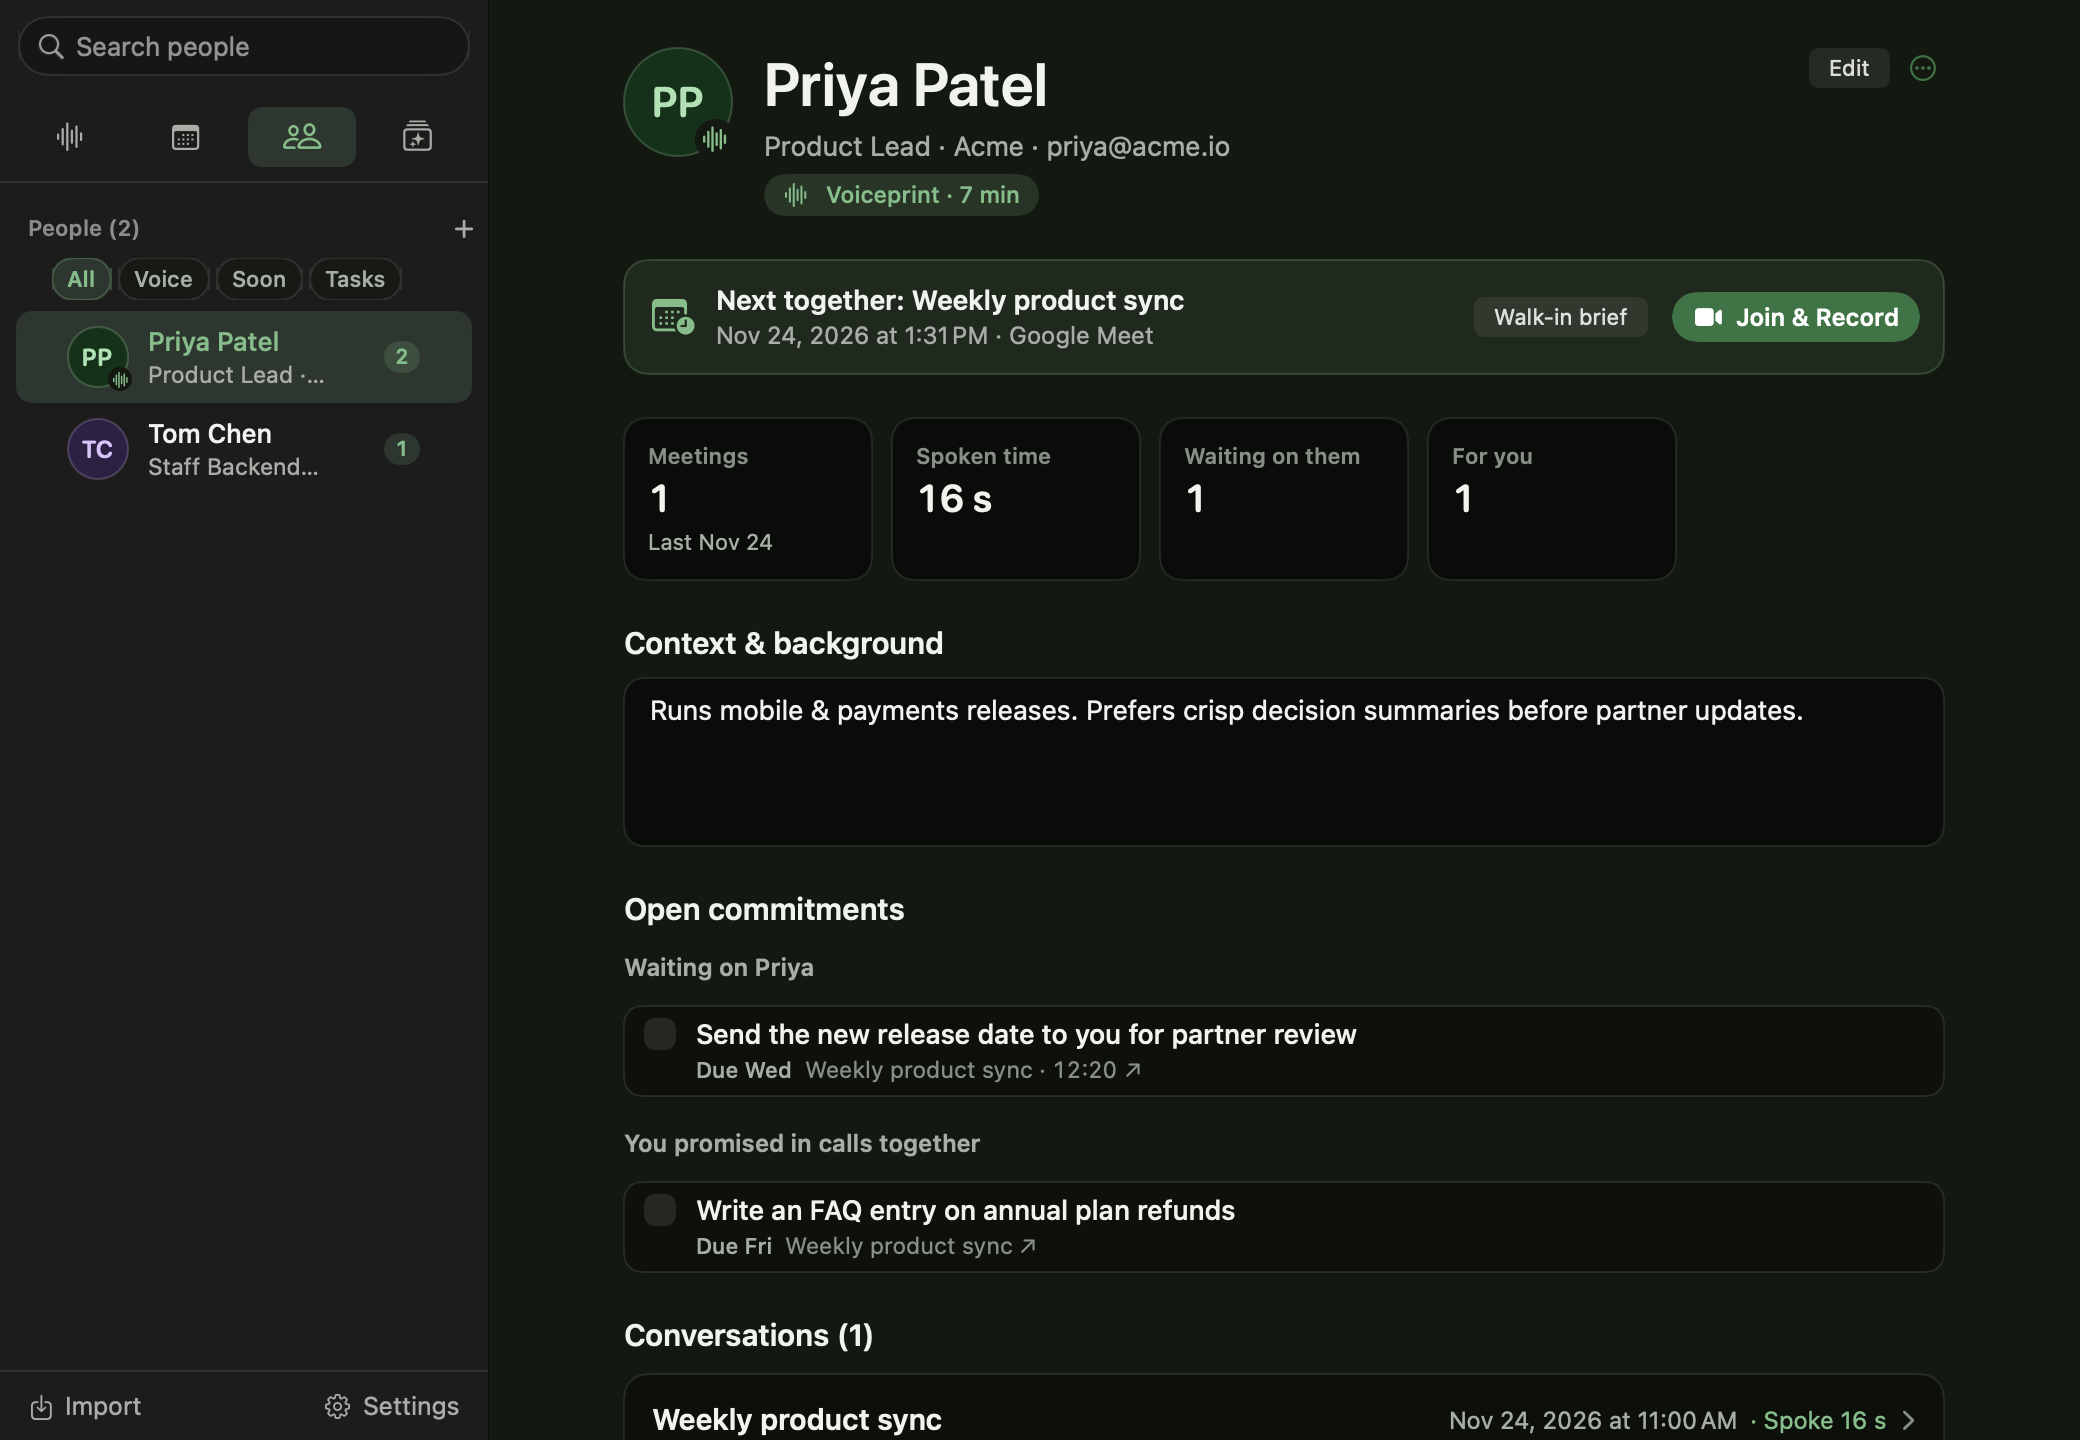 Search people
People (2)
All
Voice
Soon
Tasks
PP
Priya Patel
Product Lead ·...
2
TC
Tom Chen
Staff Backend...
1
Import
Settings
PP
Priya Patel
Product Lead · Acme · priya@acme.io
Voiceprint · 7 min
Edit
Next together: Weekly product sync
Nov 24, 2026 at 1:31 PM · Google Meet
Walk-in brief
Join & Record
Meetings
1
Last Nov 24
Spoken time
16 s
Waiting on them
1
For you
1
Context & background
Runs mobile & payments releases. Prefers crisp decision summaries before partner updates.
Open commitments
Waiting on Priya
Send the new release date to you for partner review
Due Wed Weekly product sync · 12:20 ↗
You promised in calls together
Write an FAQ entry on annual plan refunds
Due Fri Weekly product sync ↗
Conversations (1)
Weekly product sync
Nov 24, 2026 at 11:00 AM · Spoke 16 s